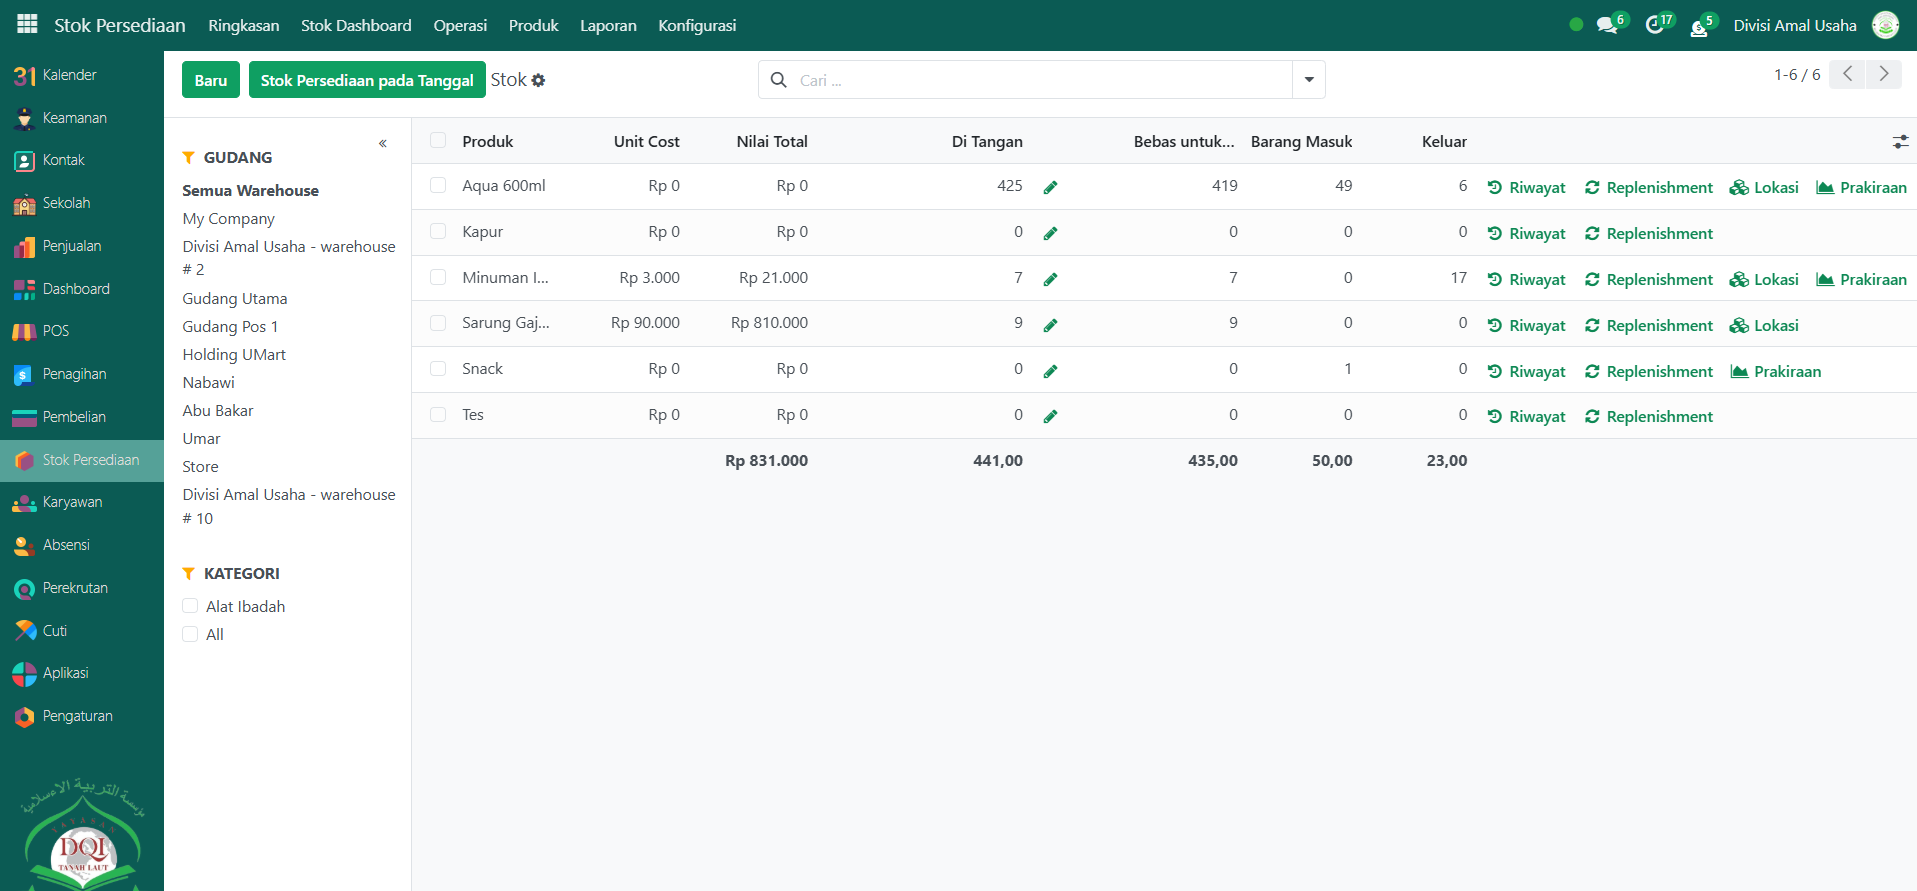 Stok Persediaan Ringkasan Stok Dashboard Operasi Produk Laporan Konfigurasi 6 17 5 Divisi Amal Usaha
31 Kalender
Keamanan
Kontak
Sekolah
Penjualan
Dashboard
POS
Penagihan
Pembelian
Stok Persediaan
Karyawan
Absensi
Perekrutan
Cuti
Aplikasi
Pengaturan
مؤسسة التربية الإسلامية
YAYASAN
DQI
TANAH LAUT
Baru Stok Persediaan pada Tanggal Stok Cari ... 1-6 / 6
«
GUDANG
Semua Warehouse
My Company
Divisi Amal Usaha - warehouse
# 2
Gudang Utama
Gudang Pos 1
Holding UMart
Nabawi
Abu Bakar
Umar
Store
Divisi Amal Usaha - warehouse
# 10
KATEGORI
Alat Ibadah
All
Produk Unit Cost Nilai Total Di Tangan Bebas untuk... Barang Masuk Keluar
Aqua 600ml Rp 0 Rp 0 425 419 49 6 Riwayat Replenishment Lokasi Prakiraan
Kapur Rp 0 Rp 0 0 0 0 0 Riwayat Replenishment
Minuman I... Rp 3.000 Rp 21.000 7 7 0 17 Riwayat Replenishment Lokasi Prakiraan
Sarung Gaj... Rp 90.000 Rp 810.000 9 9 0 0 Riwayat Replenishment Lokasi
Snack Rp 0 Rp 0 0 0 1 0 Riwayat Replenishment Prakiraan
Tes Rp 0 Rp 0 0 0 0 0 Riwayat Replenishment
Rp 831.000 441,00 435,00 50,00 23,00